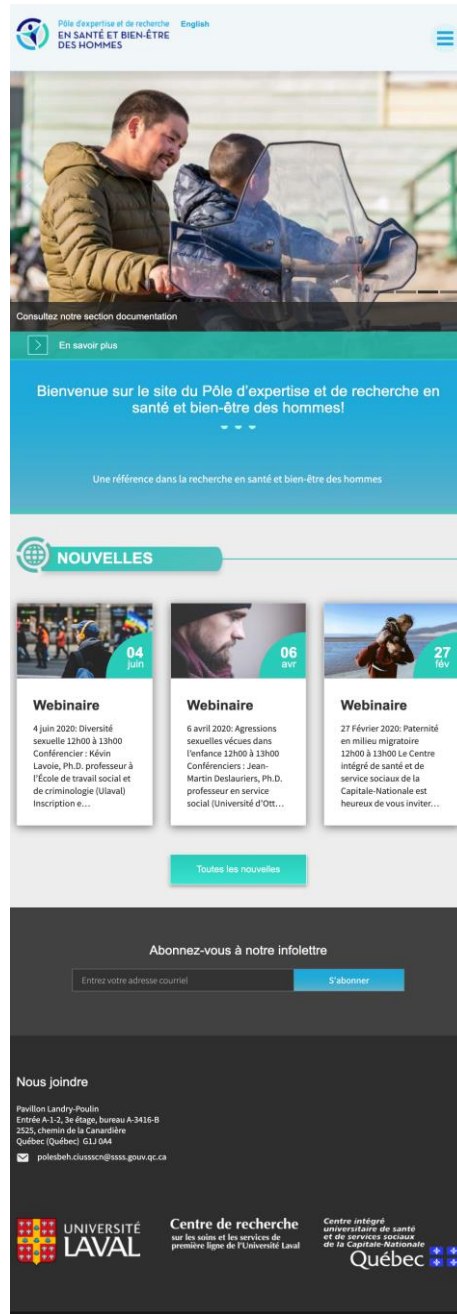 Pôle d'expertise et de recherche
EN SANTÉ ET BIEN-ÊTRE
DES HOMMES
English
Consultez notre section documentation
En savoir plus
Bienvenue sur le site du Pôle d'expertise et de recherche en
santé et bien-être des hommes!
Une référence dans la recherche en santé et bien-être des hommes
NOUVELLES
04
juin
Webinaire
4 juin 2020: Diversité
sexuelle 12h00 à 13h00
Conférencier : Kévin
Lavoie, Ph.D. professeur à
l'École de travail social et
de criminologie (Ulaval)
Inscription e…
06
avr
Webinaire
6 avril 2020: Agressions
sexuelles vécues dans
l'enfance 12h00 à 13h00
Conférenciers : Jean-
Martin Deslauriers, Ph.D.
professeur en service
social (Université d'Ott…
27
fév
Webinaire
27 Février 2020: Paternité
en milieu migratoire
12h00 à 13h00 Le Centre
intégré de santé et de
service sociaux de la
Capitale-Nationale est
heureux de vous inviter…
Toutes les nouvelles
Abonnez-vous à notre infolettre
Entrez votre adresse courriel
S'abonner
Nous joindre
Pavillon Landry-Poulin
Entrée A-1-2, 3e étage, bureau A-3416-B
2525, chemin de la Canardière
Québec (Québec) G1J 0A4
polesbeh.ciussscn@ssss.gouv.qc.ca
UNIVERSITÉ
LAVAL
Centre de recherche
sur les soins et les services de
première ligne de l'Université Laval
Centre intégré
universitaire de santé
et de services sociaux
de la Capitale-Nationale
Québec